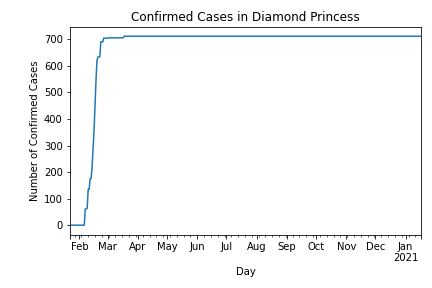 Confirmed Cases in Diamond Princess
Number of Confirmed Cases
700
600
500
400
300
200
100
0
Feb Mar Apr May Jun Jul Aug Sep Oct Nov Dec Jan
2021
Day